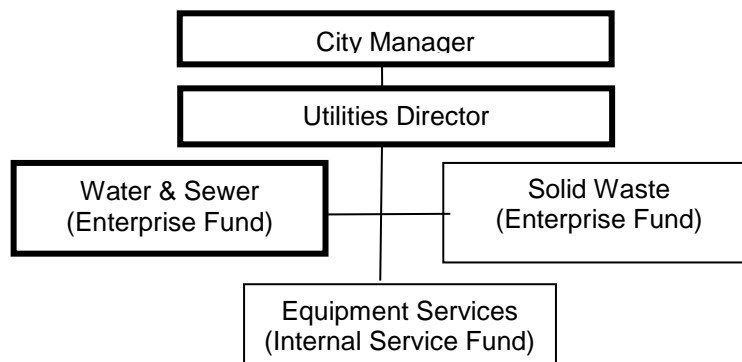 City Manager
Utilities Director
Water & Sewer
(Enterprise Fund)
Solid Waste
(Enterprise Fund)
Equipment Services
(Internal Service Fund)